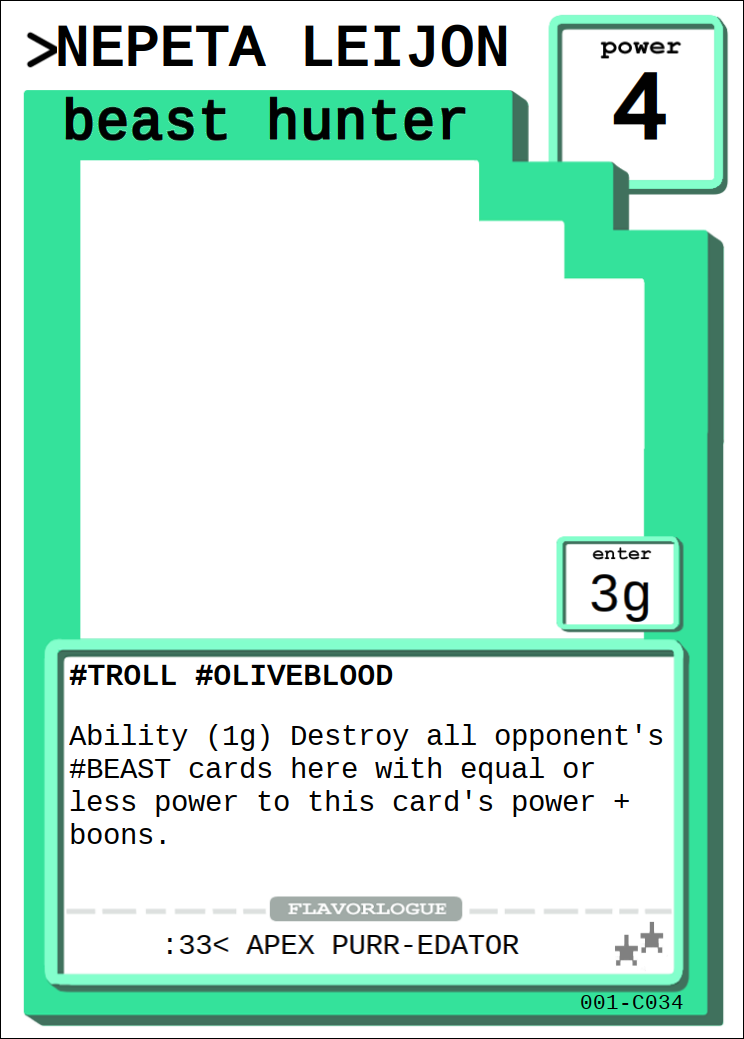 >NEPETA LEIJON
power
4
beast hunter
enter
3g
#TROLL #OLIVEBLOOD
Ability (1g) Destroy all opponent's
#BEAST cards here with equal or
less power to this card's power +
boons.
FLAVORLOGUE
:33< APEX PURR-EDATOR
001-C034